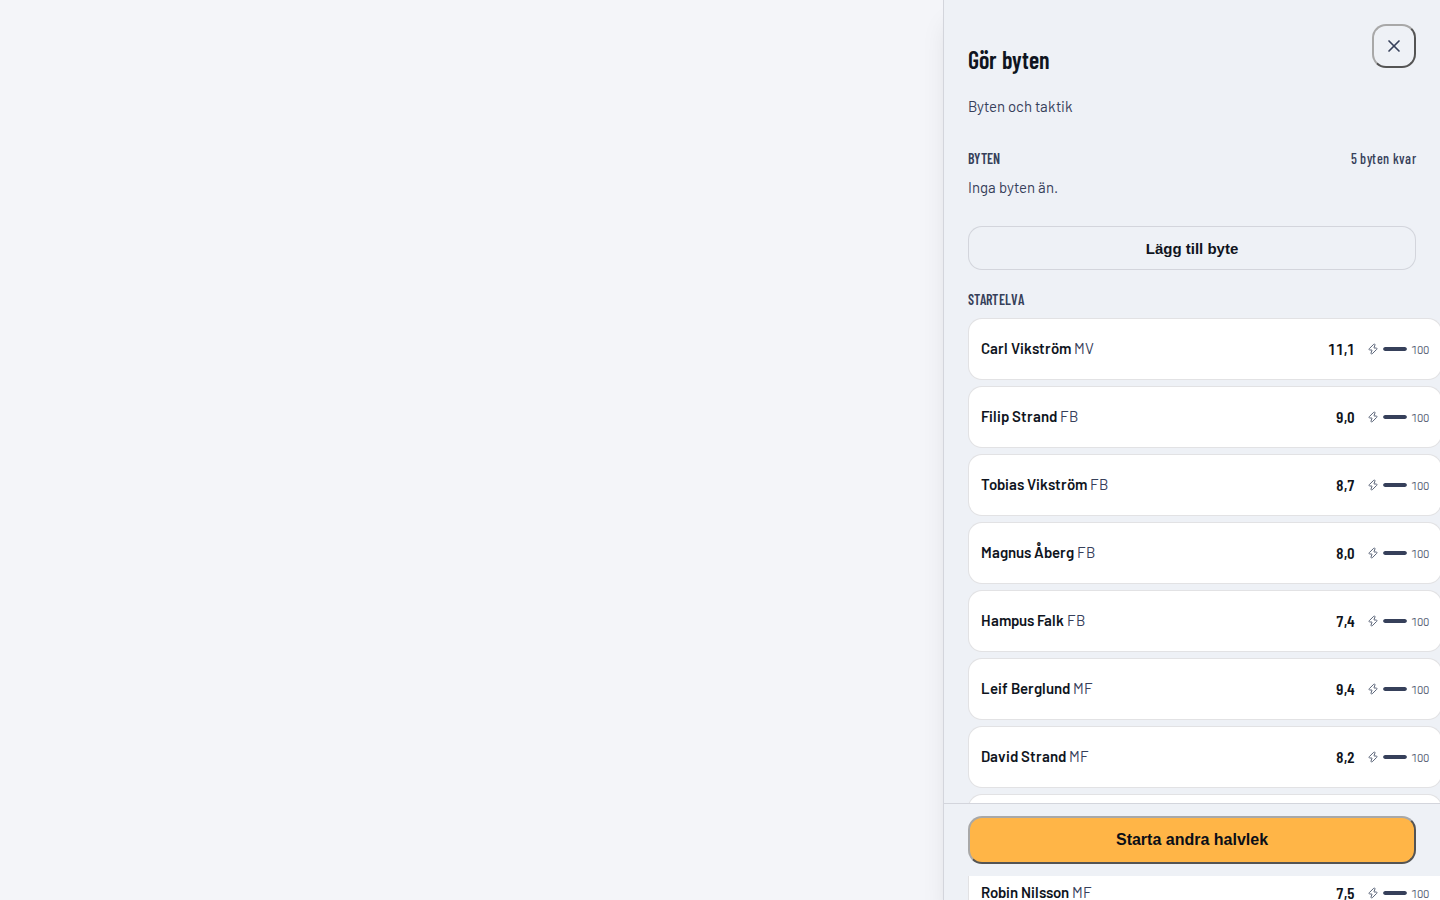 Gör byten
Byten och taktik
BYTEN 5 byten kvar
Inga byten än.
Lägg till byte
STARTELVA
Carl Vikström MV 11,1 100
Filip Strand FB 9,0 100
Tobias Vikström FB 8,7 100
Magnus Åberg FB 8,0 100
Hampus Falk FB 7,4 100
Leif Berglund MF 9,4 100
David Strand MF 8,2 100
Starta andra halvlek
Robin Nilsson MF 7,5 100